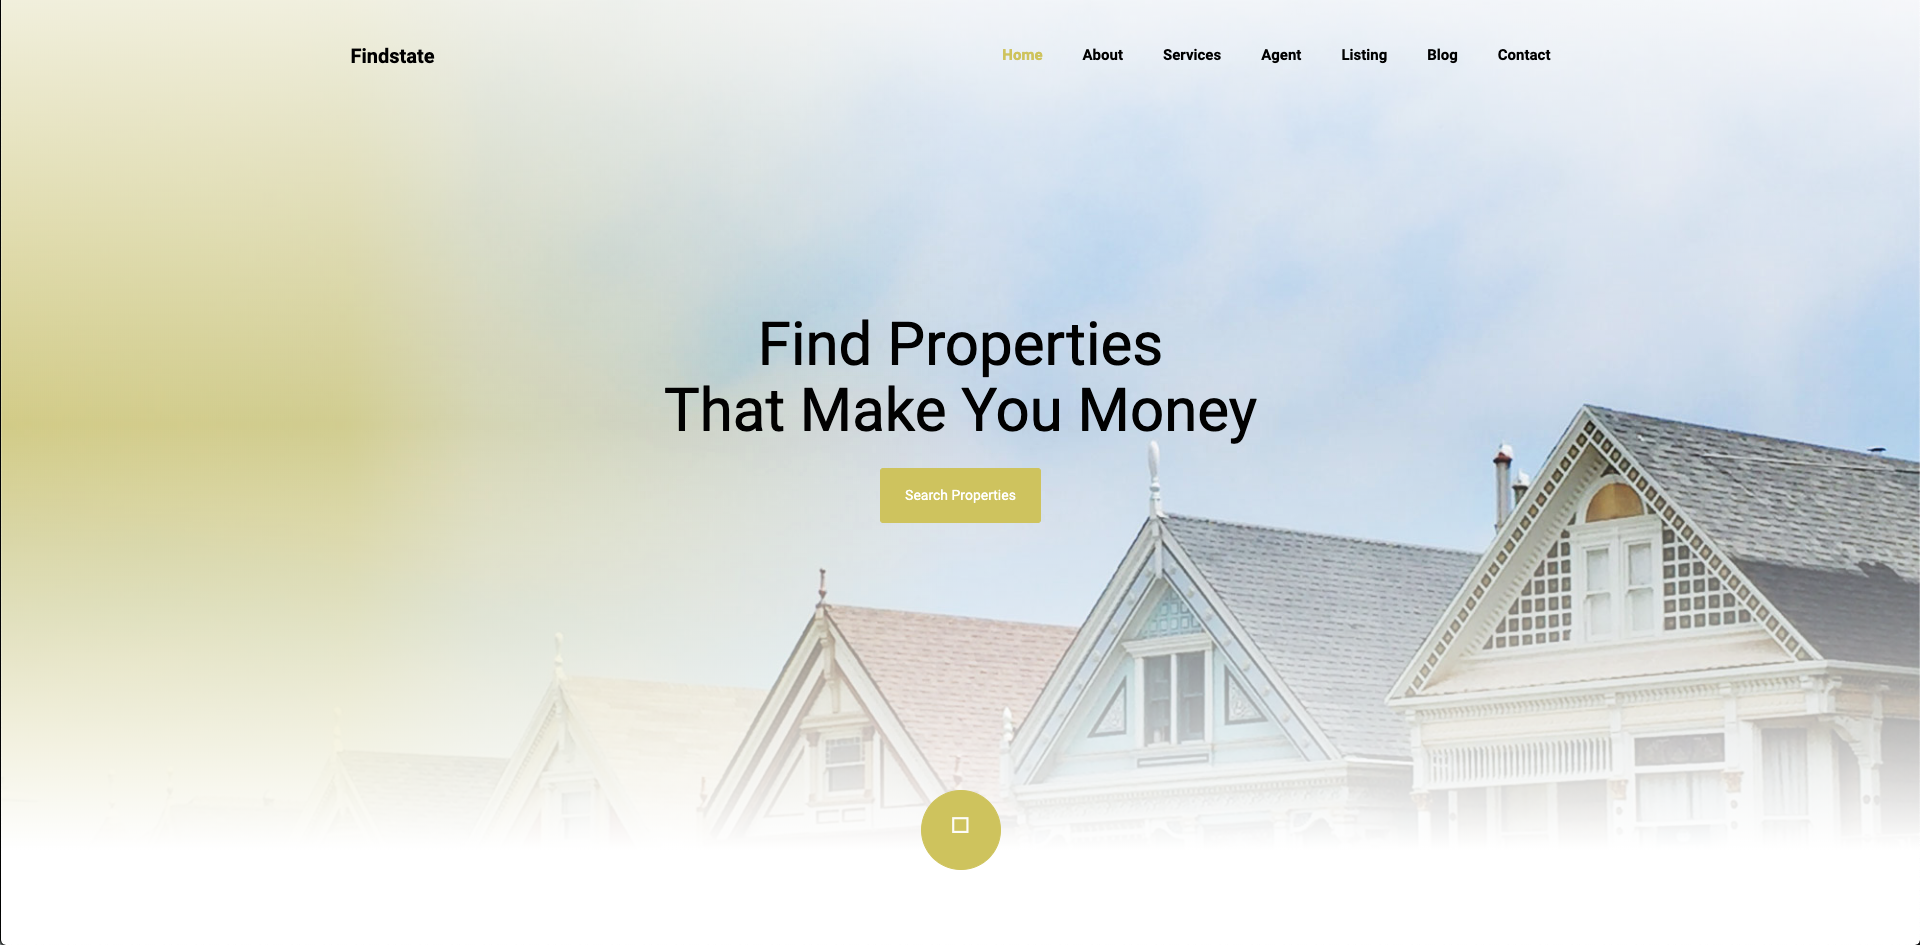 Findstate
Home About Services Agent Listing Blog Contact
Find Properties
That Make You Money
Search Properties